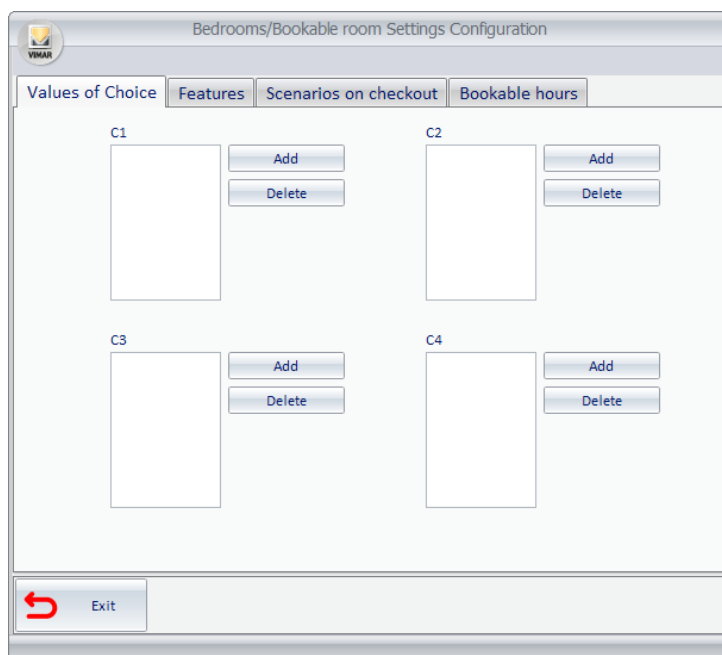 Bedrooms/Bookable room Settings Configuration
VIMAR
Values of Choice Features Scenarios on checkout Bookable hours
C1 C2
Add Add
Delete Delete
C3 C4
Add Add
Delete Delete
Exit